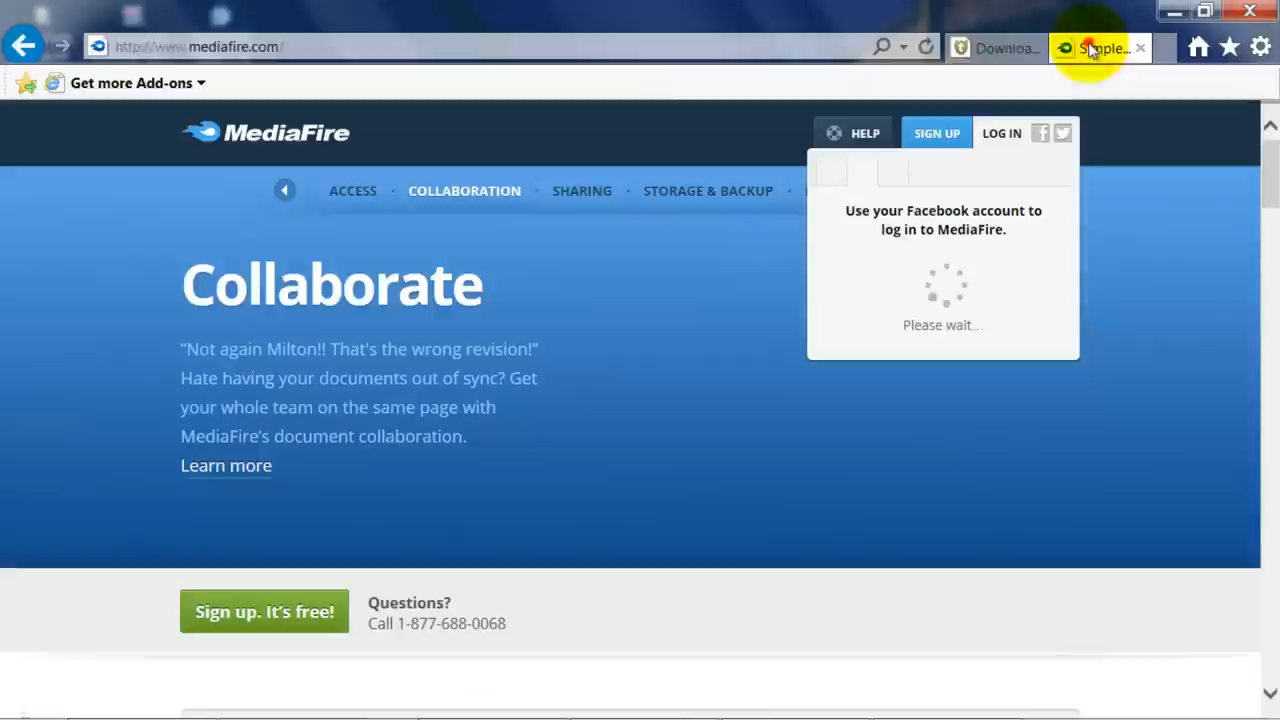 http://www.mediafire.com/
Downloa...
Simple...
Get more Add-ons
MediaFire
HELP
SIGN UP
LOG IN
ACCESS · COLLABORATION · SHARING · STORAGE & BACKUP ·
Use your Facebook account to
log in to MediaFire.
Please wait...
Collaborate
“Not again Milton!! That's the wrong revision!”
Hate having your documents out of sync? Get
your whole team on the same page with
MediaFire’s document collaboration.
Learn more
Sign up. It’s free!
Questions?
Call 1-877-688-0068